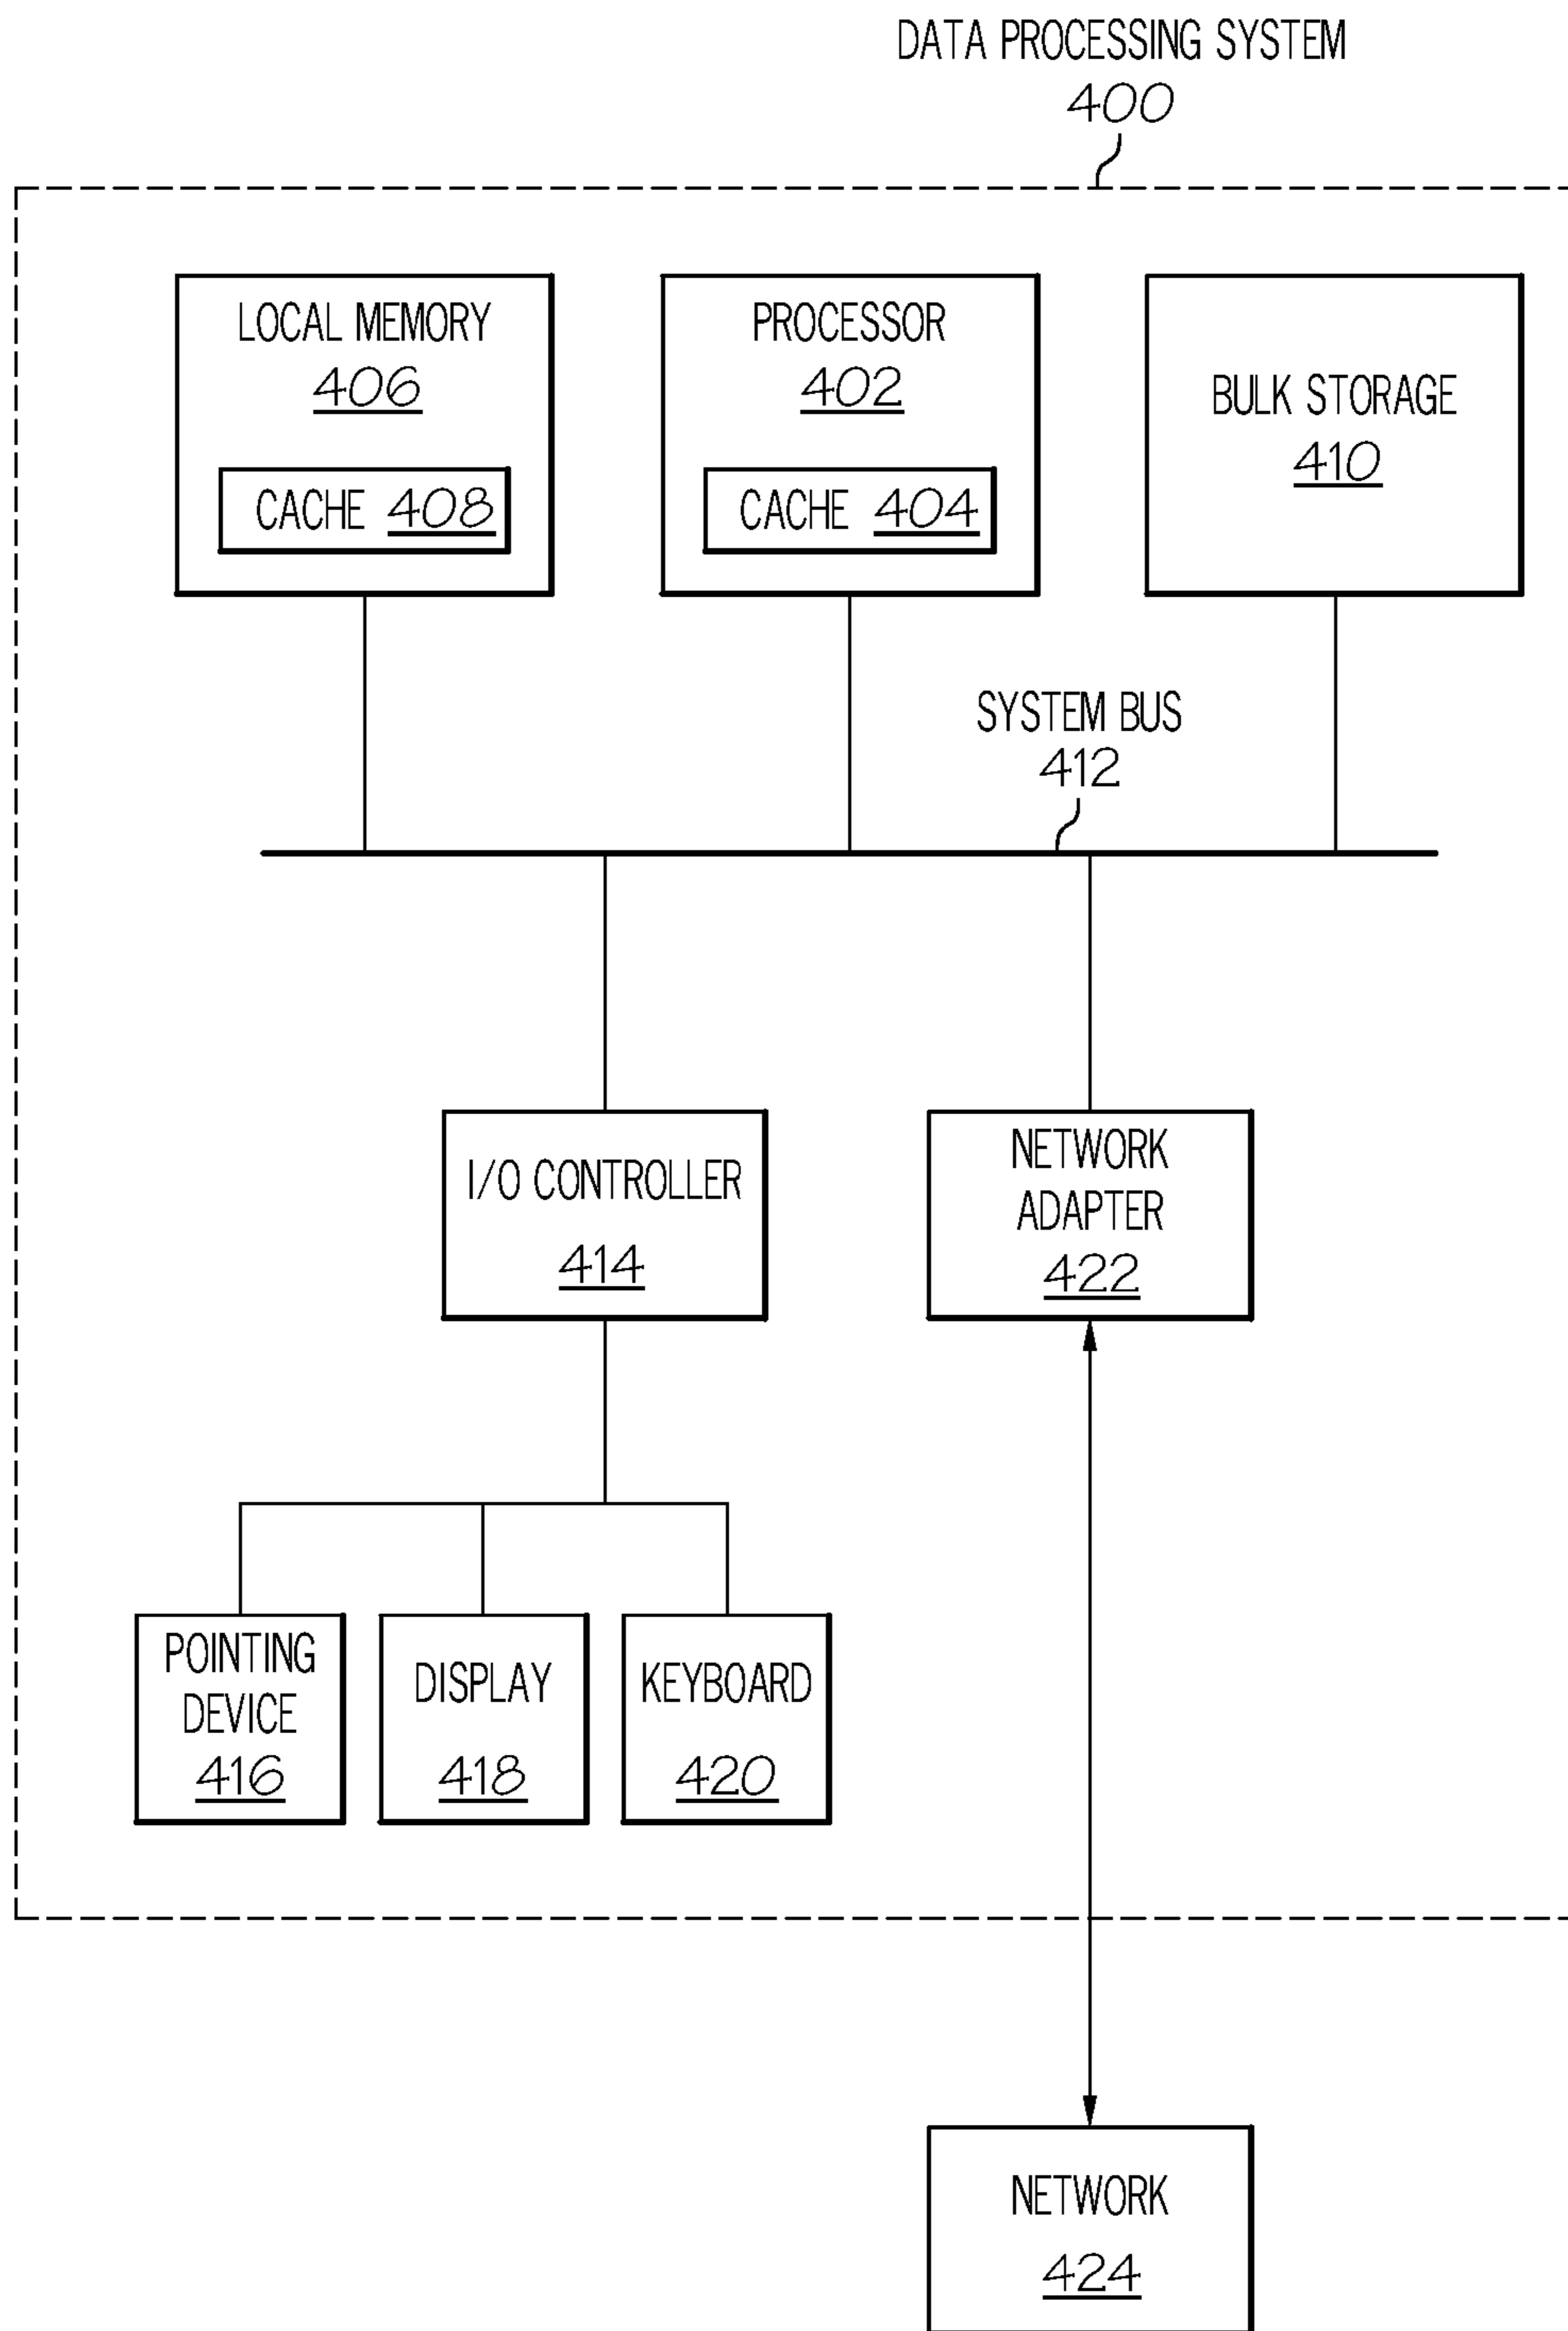 DATA PROCESSING SYSTEM
400
LOCAL MEMORY
406
CACHE 408
PROCESSOR
402
CACHE 404
BULK STORAGE
410
SYSTEM BUS
412
I/O CONTROLLER
414
NETWORK
ADAPTER
422
POINTING
DEVICE
416
DISPLAY
418
KEYBOARD
420
NETWORK
424